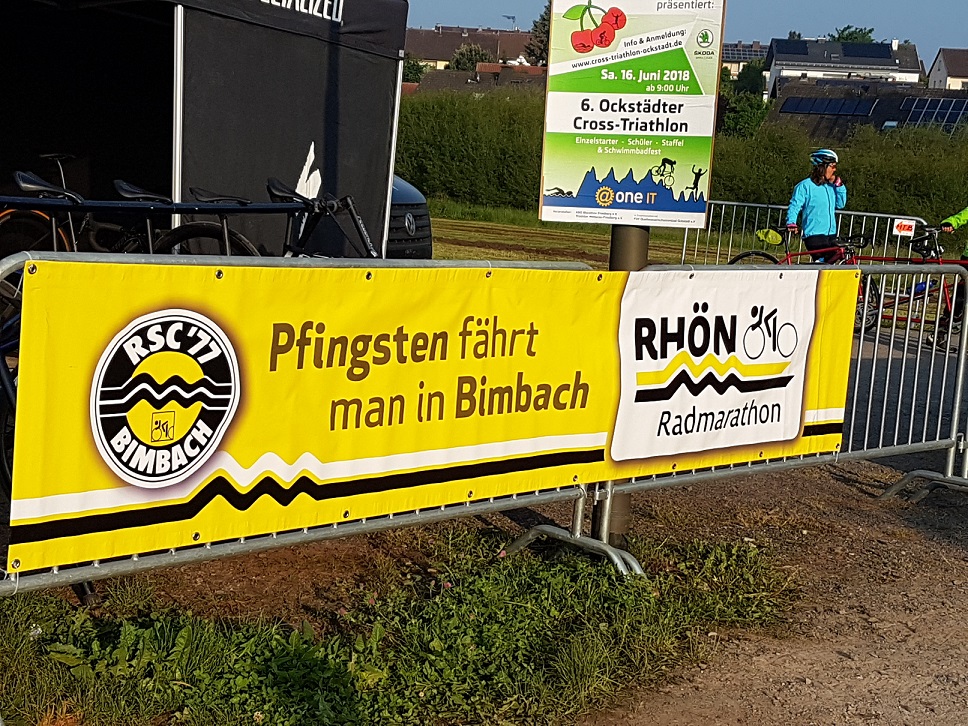 präsentiert:
Info & Anmeldung:
www.cross-triathlon-ockstadt.de
ŠKODA
Sa. 16. Juni 2018
ab 9:00 Uhr
6. Ockstädter
Cross-Triathlon
Einzelstarter · Schüler · Staffel
& Schwimmbadfest
@ one IT
RSC '77
BIMBACH
Pfingsten fährt
man in Bimbach
RHÖN
Radmarathon